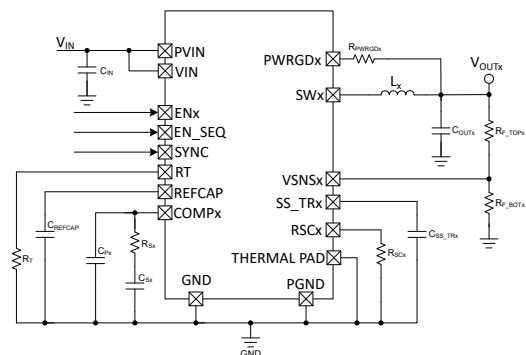 VIN
CIN
PVIN
VIN
ENx
EN_SEQ
SYNC
RT
REFCAP
COMPx
PWRGDx
SWx
VSNSx
SS_TRx
RSCx
THERMAL PAD
GND
PGND
RPWRGDx
Lx
VOUTx
COUTx
RF_TOPx
RF_BOTx
CSS_TRx
RSCx
RT
CREFCAP
CPx
RSx
CSx
GND